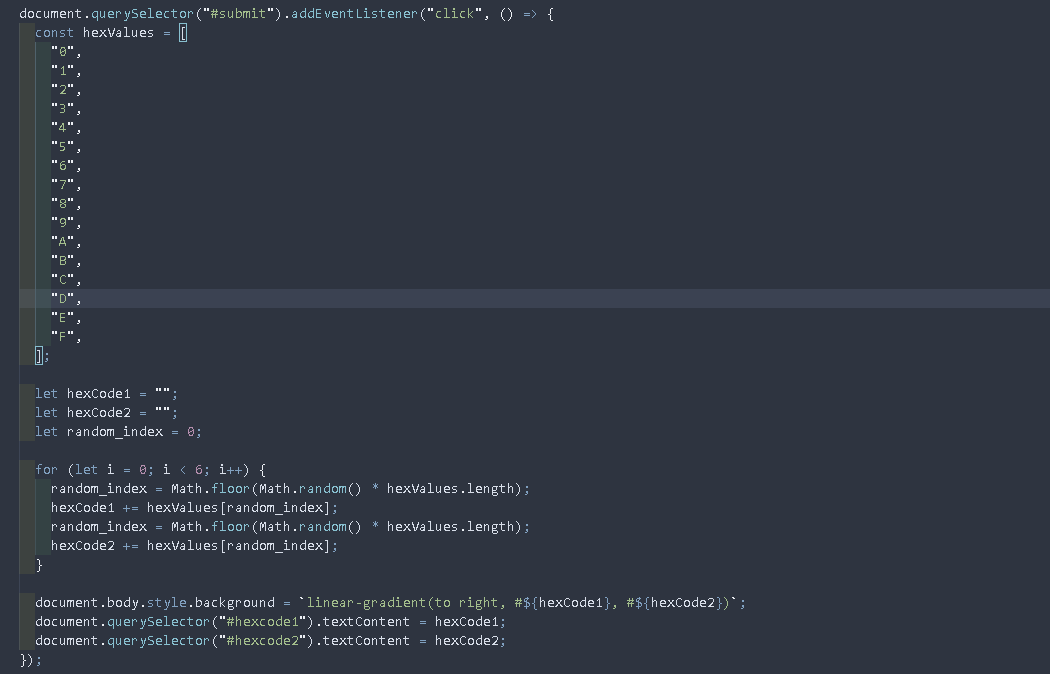 document.querySelector("#submit").addEventListener("click", () => {
  const hexValues = [
    "0",
    "1",
    "2",
    "3",
    "4",
    "5",
    "6",
    "7",
    "8",
    "9",
    "A",
    "B",
    "C",
    "D",
    "E",
    "F",
  ];

  let hexCode1 = "";
  let hexCode2 = "";
  let random_index = 0;

  for (let i = 0; i < 6; i++) {
    random_index = Math.floor(Math.random() * hexValues.length);
    hexCode1 += hexValues[random_index];
    random_index = Math.floor(Math.random() * hexValues.length);
    hexCode2 += hexValues[random_index];
  }

  document.body.style.background = `linear-gradient(to right, #${hexCode1}, #${hexCode2})`;
  document.querySelector("#hexcode1").textContent = hexCode1;
  document.querySelector("#hexcode2").textContent = hexCode2;
});